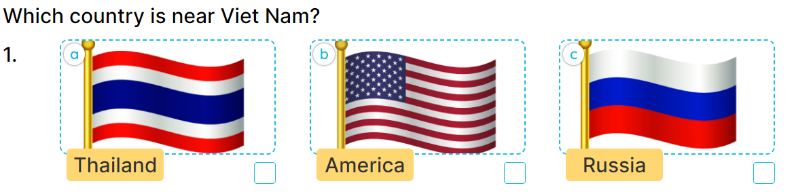 Which country is near Viet Nam?
1.
a b c
Thailand America Russia